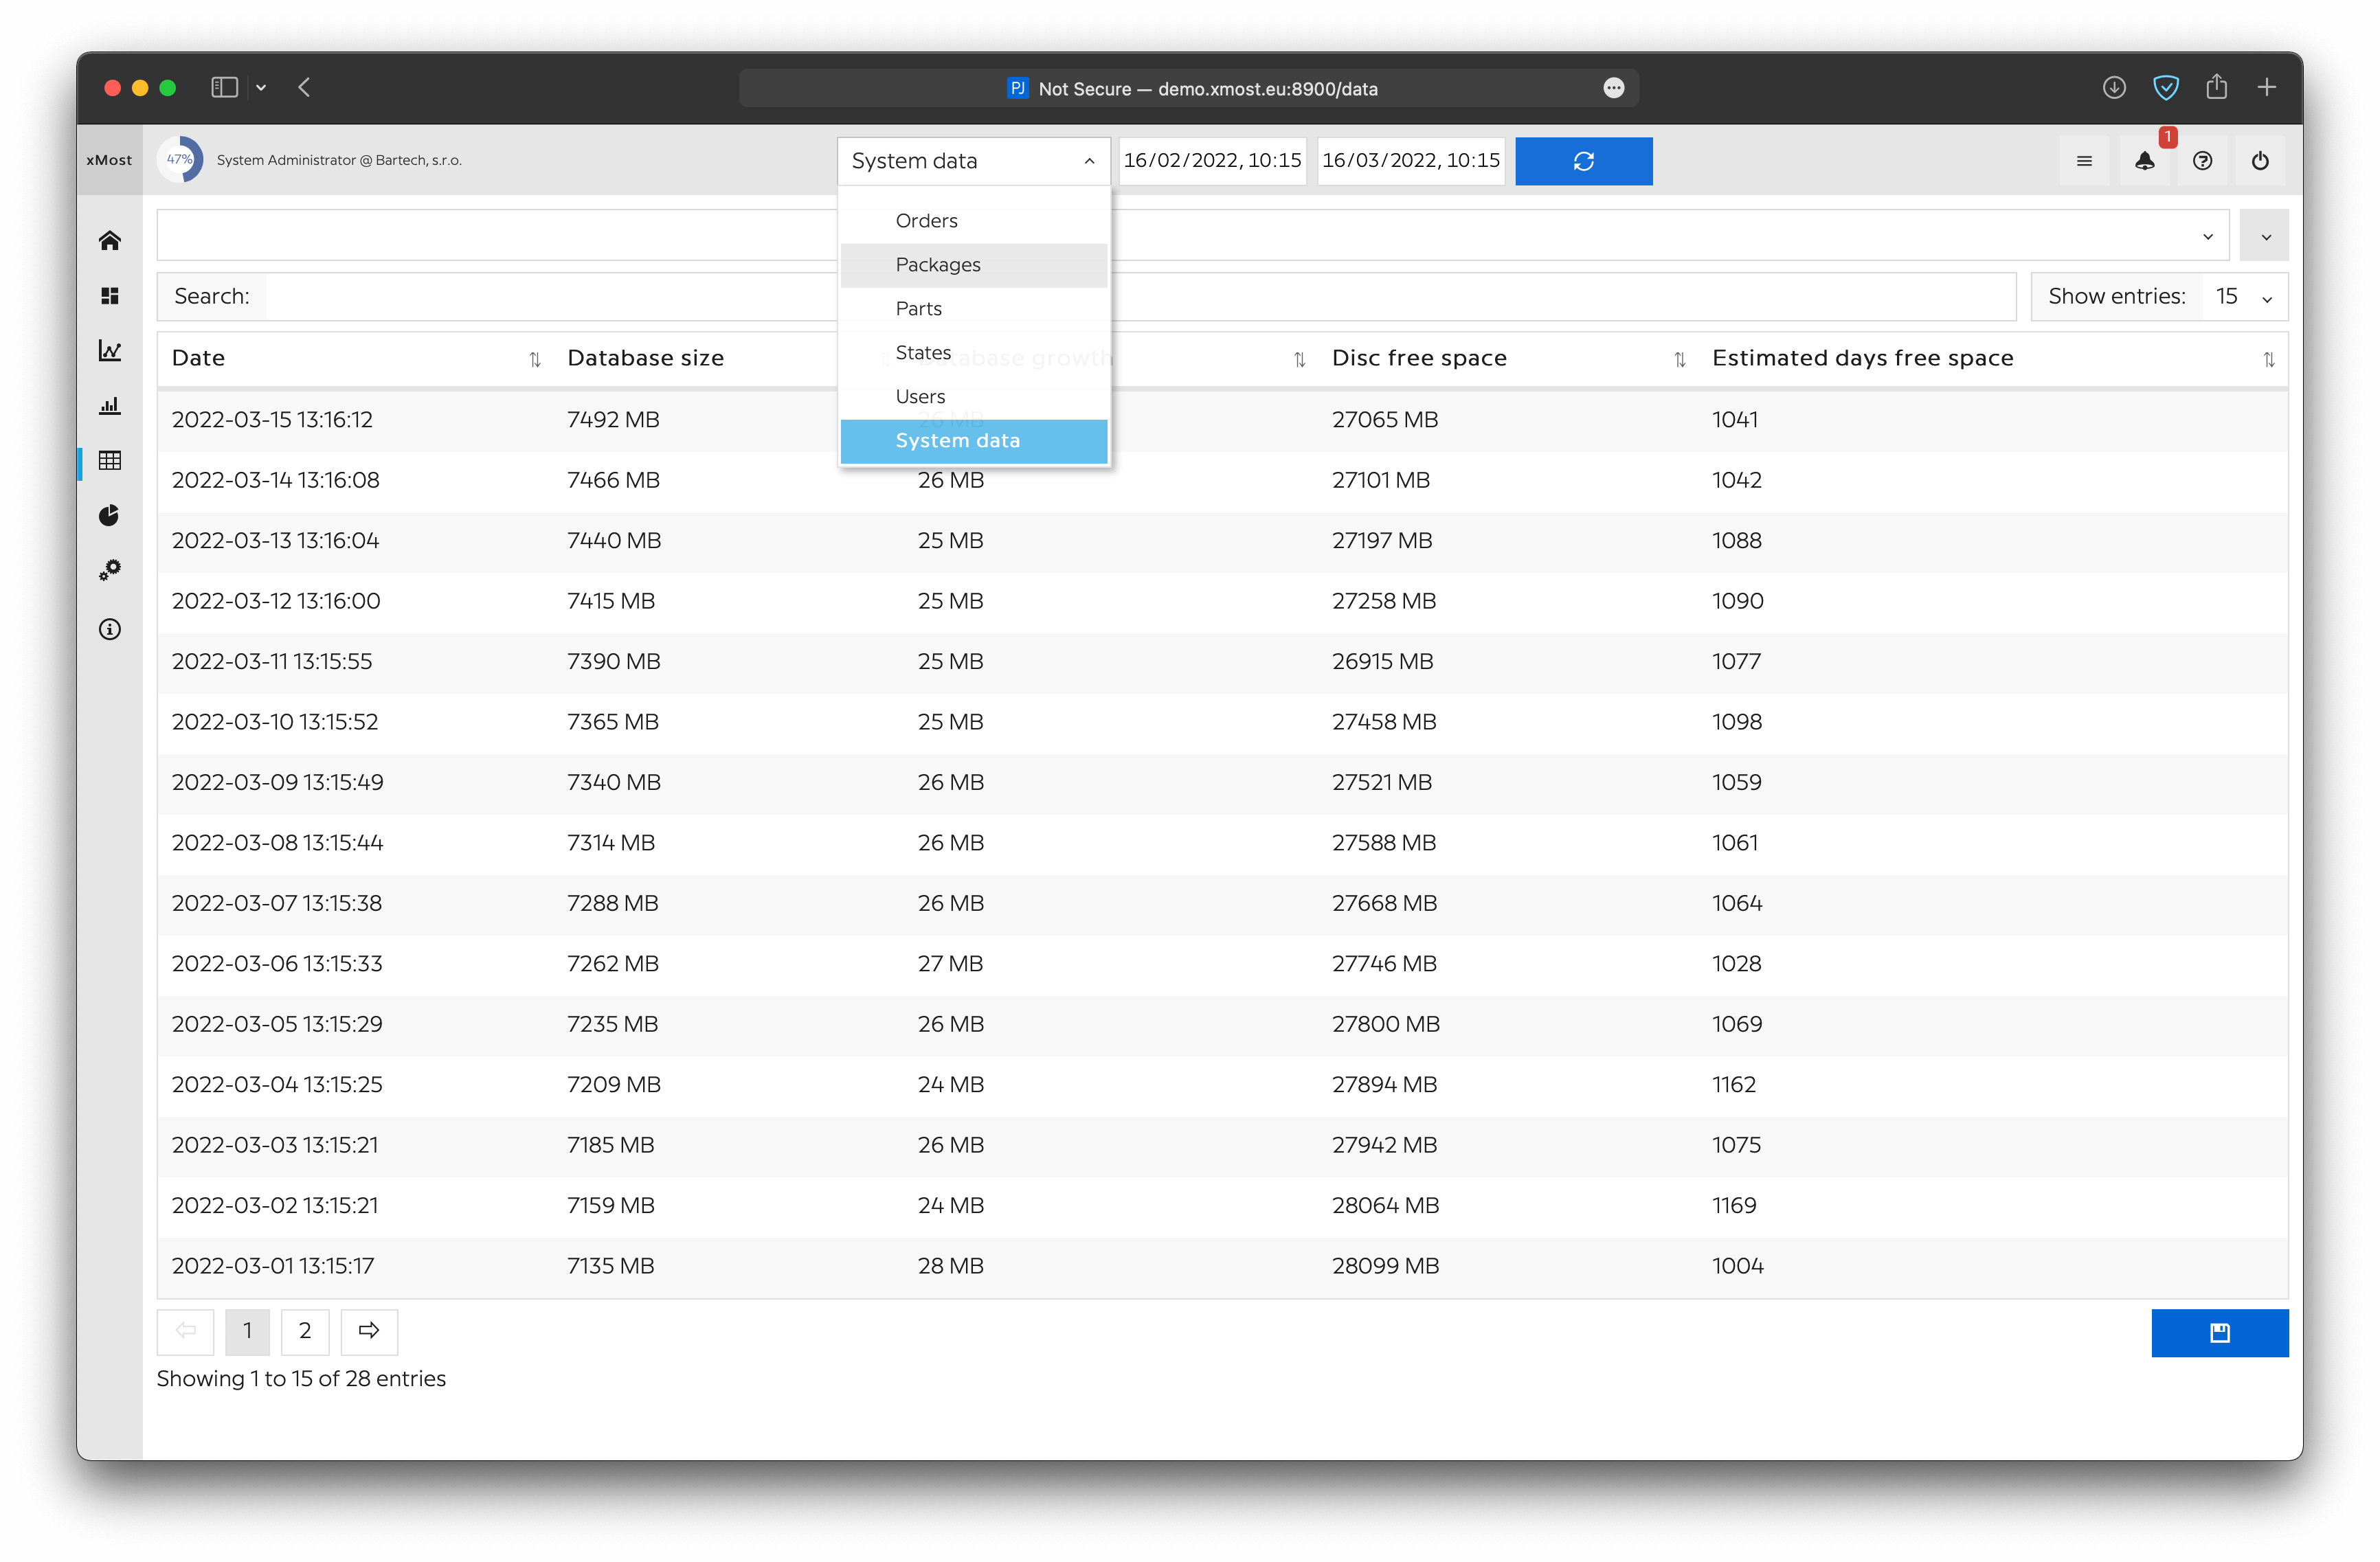 PJ Not Secure — demo.xmost.eu:8900/data
xMost 47% System Administrator @ Bartech, s.r.o. System data 16/02/2022, 10:15 16/03/2022, 10:15 1
Orders
Packages
Parts
States
Users
System data
Search: Show entries: 15
Date Database size Database growth Disc free space Estimated days free space
2022-03-15 13:16:12 7492 MB 26 MB 27065 MB 1041
2022-03-14 13:16:08 7466 MB 26 MB 27101 MB 1042
2022-03-13 13:16:04 7440 MB 25 MB 27197 MB 1088
2022-03-12 13:16:00 7415 MB 25 MB 27258 MB 1090
2022-03-11 13:15:55 7390 MB 25 MB 26915 MB 1077
2022-03-10 13:15:52 7365 MB 25 MB 27458 MB 1098
2022-03-09 13:15:49 7340 MB 26 MB 27521 MB 1059
2022-03-08 13:15:44 7314 MB 26 MB 27588 MB 1061
2022-03-07 13:15:38 7288 MB 26 MB 27668 MB 1064
2022-03-06 13:15:33 7262 MB 27 MB 27746 MB 1028
2022-03-05 13:15:29 7235 MB 26 MB 27800 MB 1069
2022-03-04 13:15:25 7209 MB 24 MB 27894 MB 1162
2022-03-03 13:15:21 7185 MB 26 MB 27942 MB 1075
2022-03-02 13:15:21 7159 MB 24 MB 28064 MB 1169
2022-03-01 13:15:17 7135 MB 28 MB 28099 MB 1004
1 2
Showing 1 to 15 of 28 entries